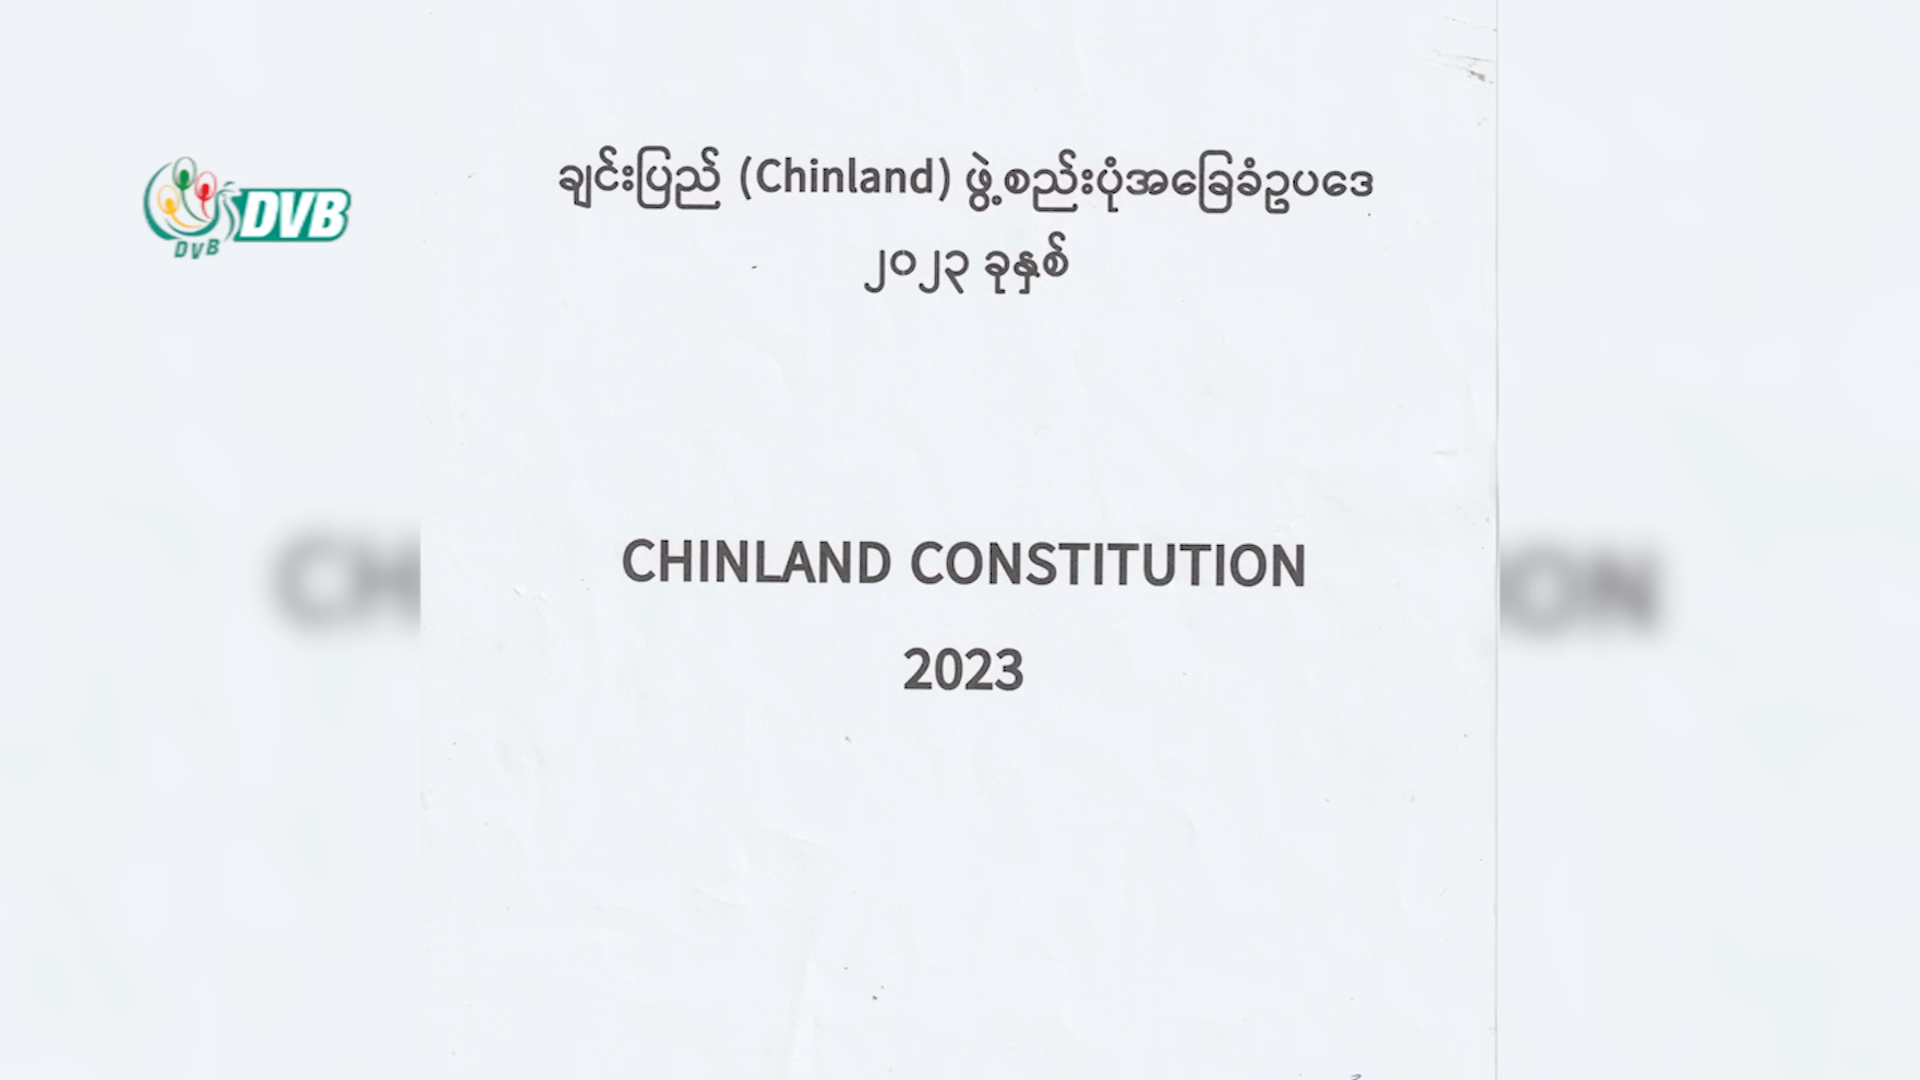 DVB
DVB
ချင်းပြည် (Chinland) ဖွဲ့စည်းပုံအခြေခံဥပဒေ
၂၀၂၃ ခုနှစ်
CHINLAND CONSTITUTION
2023